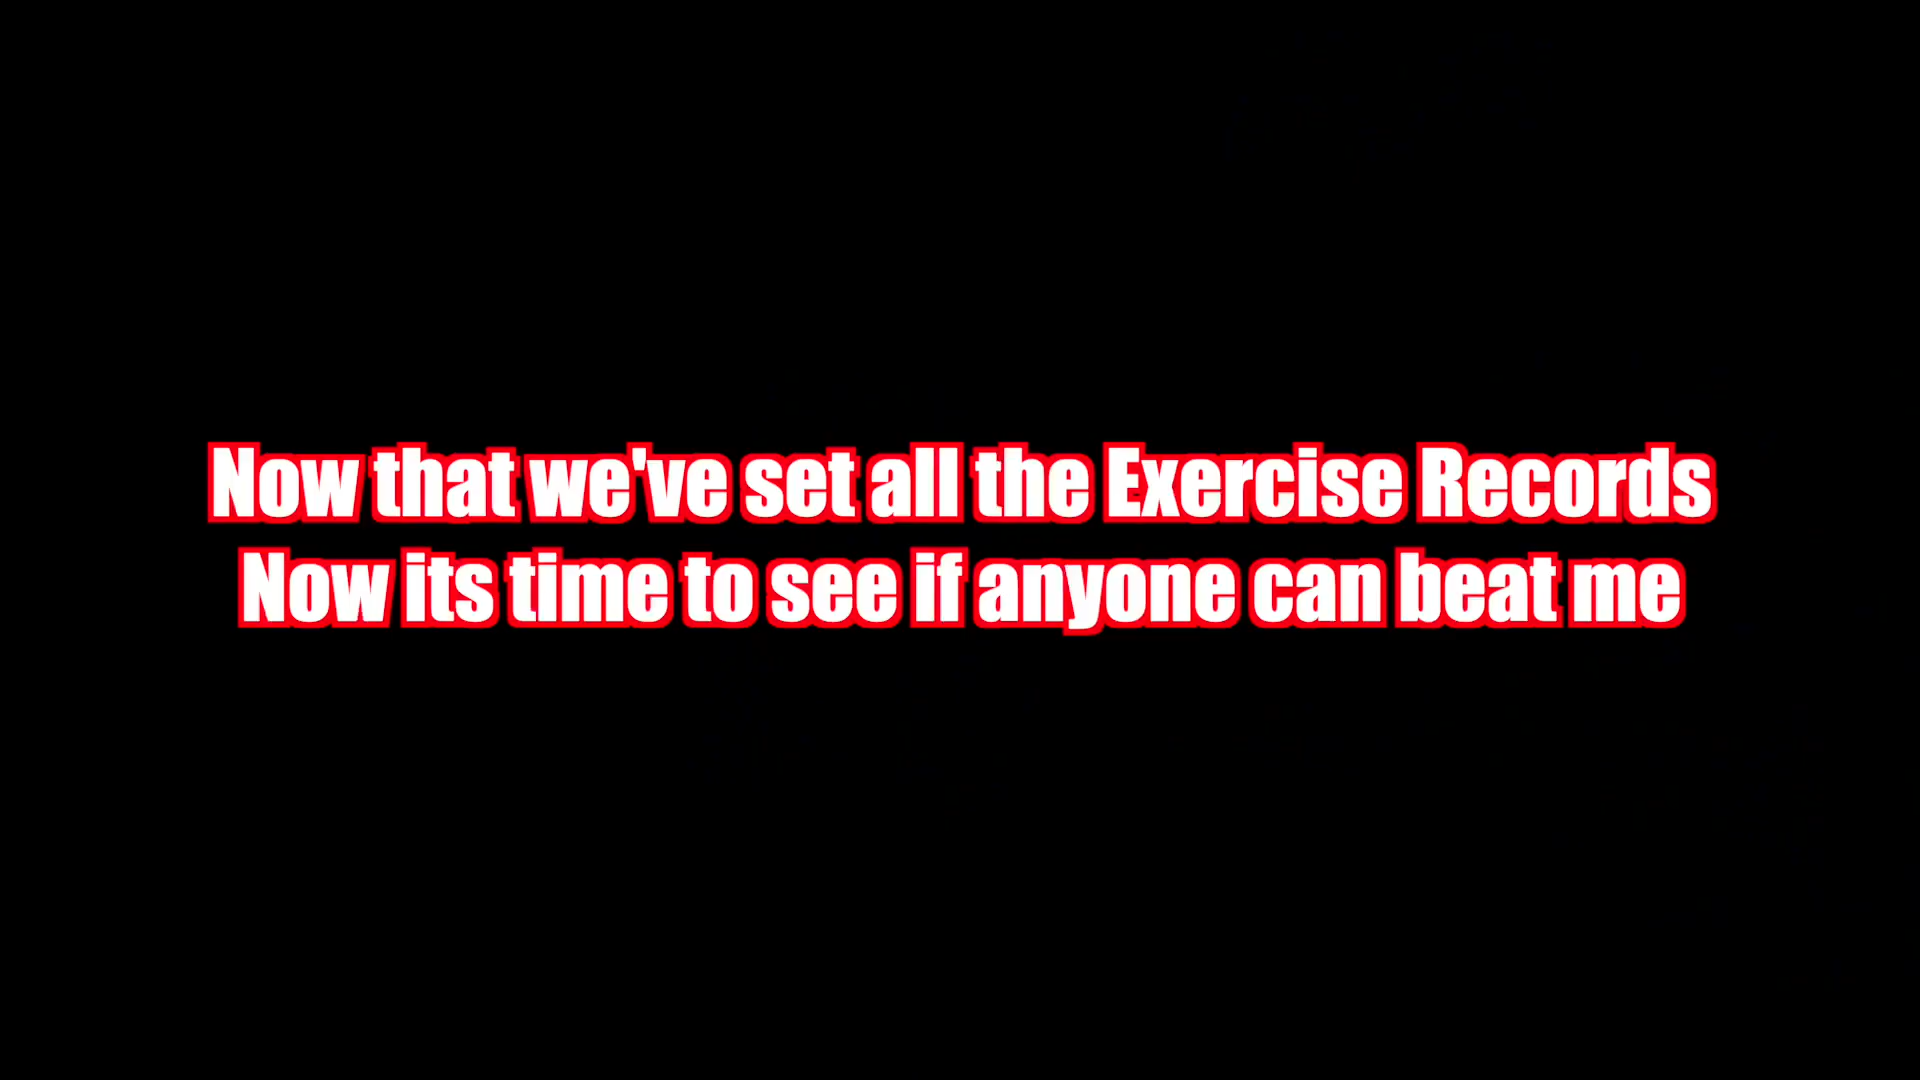 Now that we've set all the Exercise Records
Now its time to see if anyone can beat me